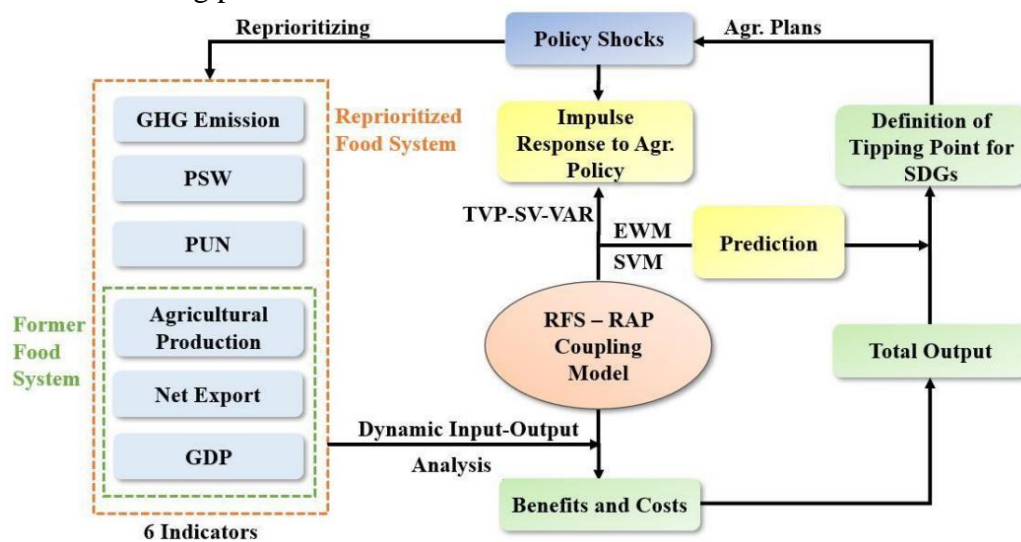 Reprioritizing
Policy Shocks
Agr. Plans
GHG Emission
PSW
PUN
Reprioritized
Food System
Impulse
Response to Agr.
Policy
Definition of
Tipping Point for
SDGs
TVP-SV-VAR
EWM
SVM
Prediction
Former
Food
System
Agricultural
Production
Net Export
GDP
RFS – RAP
Coupling
Model
Total Output
Dynamic Input-Output
Analysis
Benefits and Costs
6 Indicators